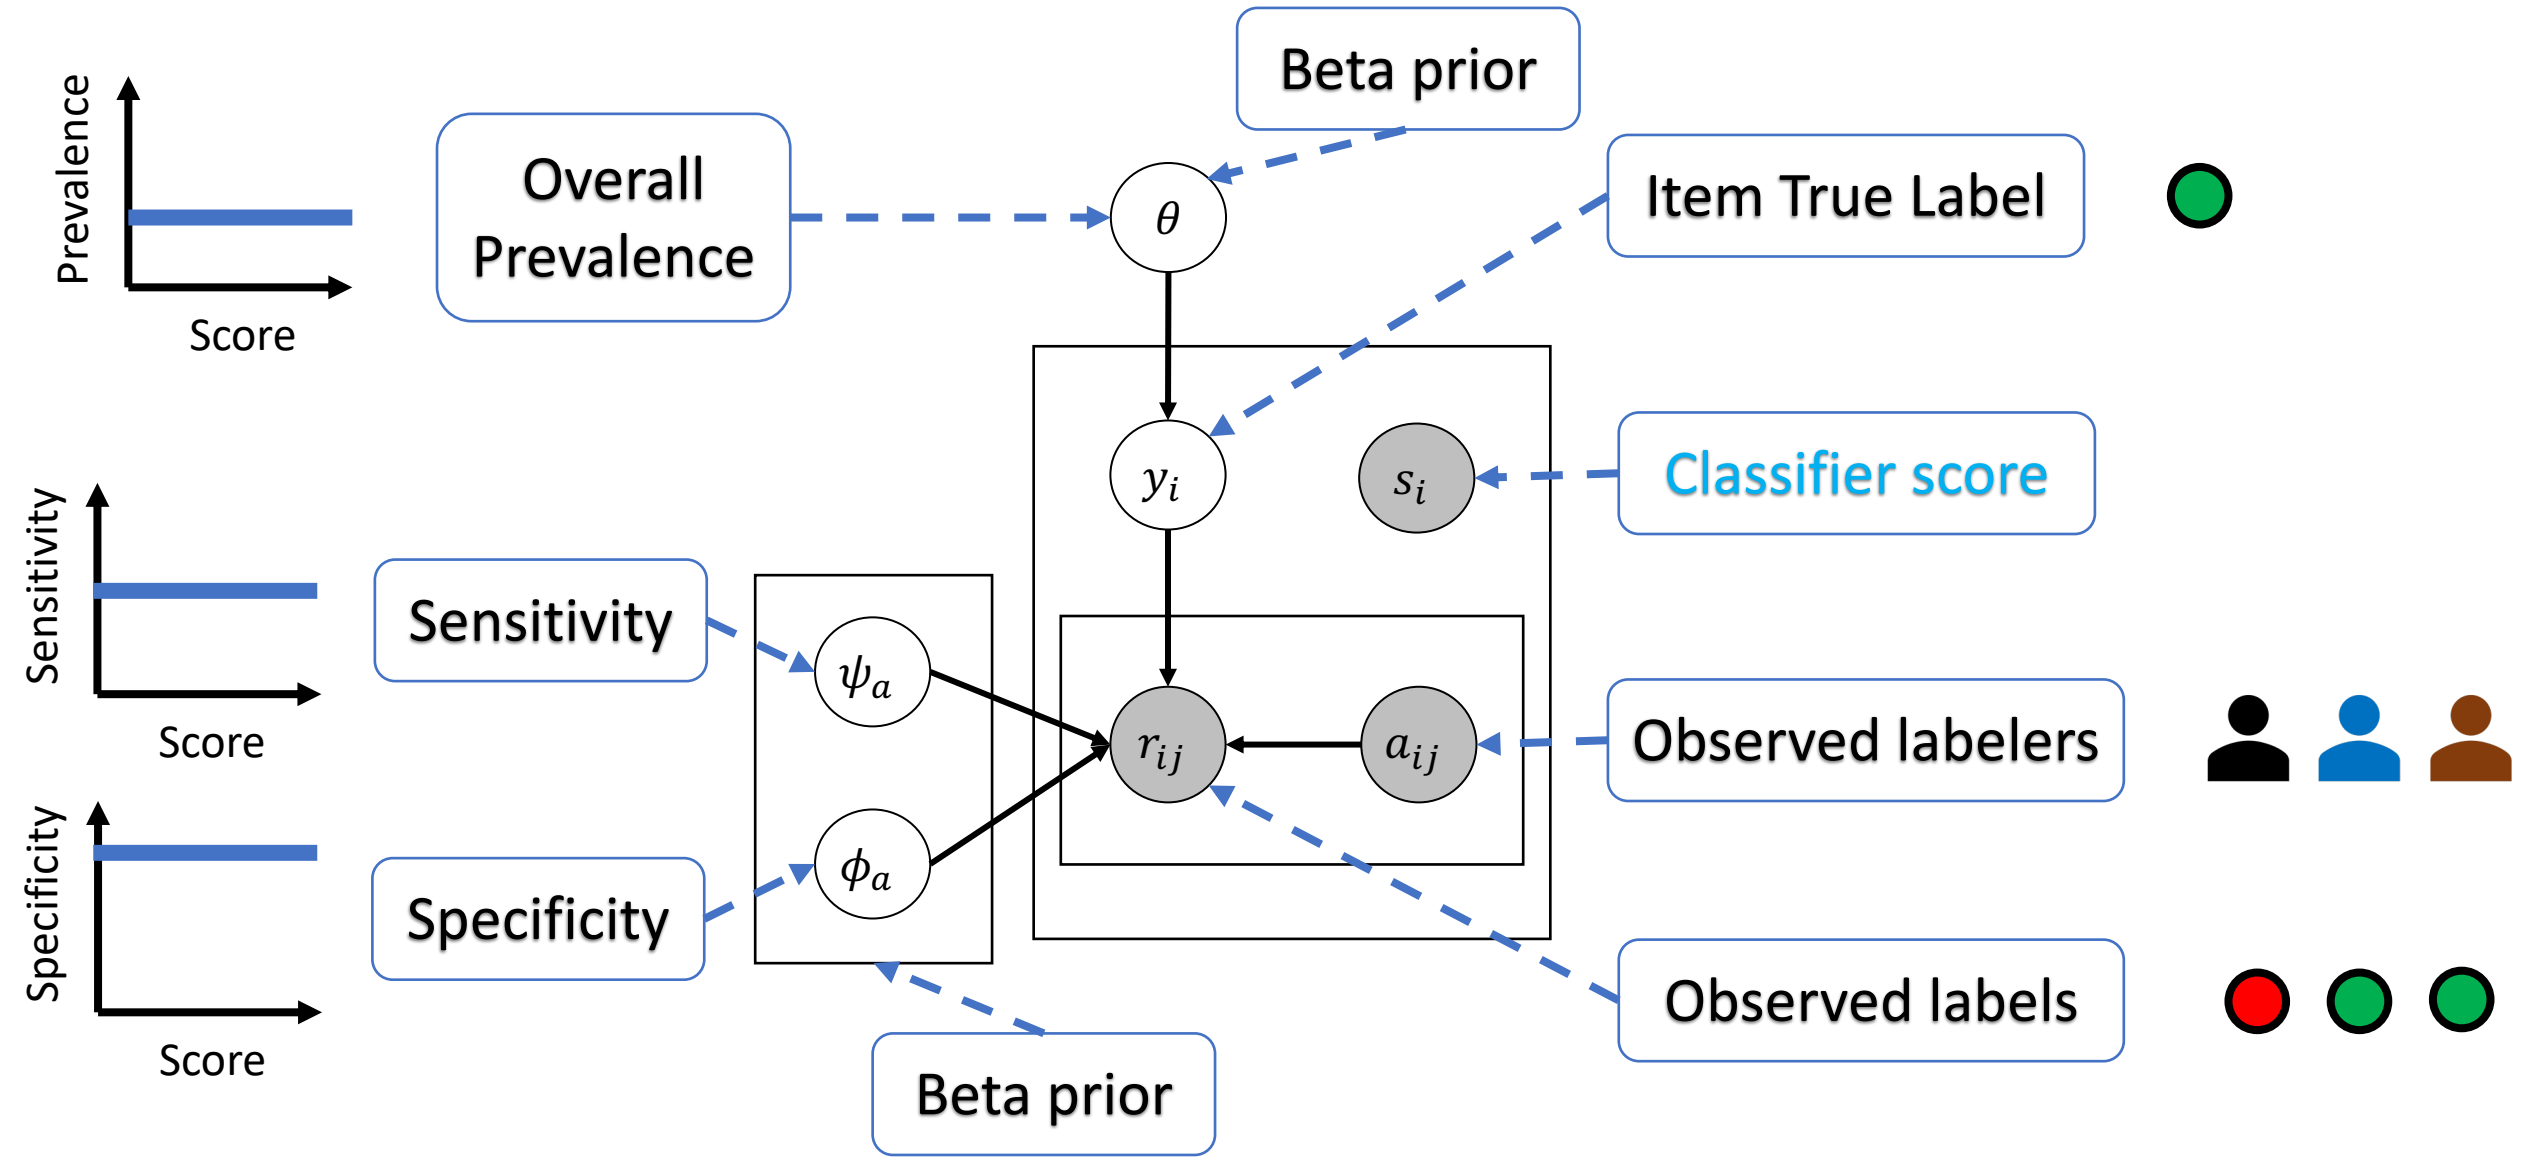 Beta prior
Prevalence
Overall
Prevalence
θ
Item True Label
Score
y_i
s_i
Classifier score
Sensitivity
Sensitivity
ψ_a
Score
r_ij
a_ij
Observed labelers
Specificity
Specificity
ϕ_a
Observed labels
Score
Beta prior